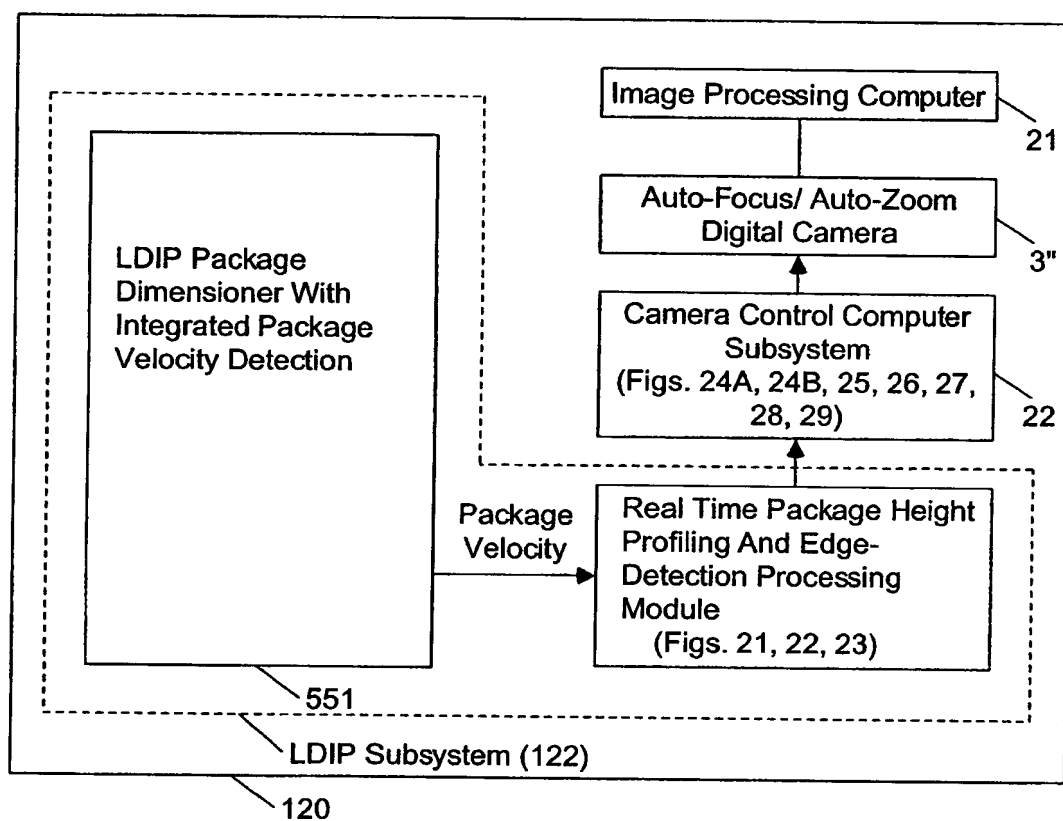 Image Processing Computer
21
Auto-Focus/ Auto-Zoom
Digital Camera
3"
LDIP Package
Dimensioner With
Integrated Package
Velocity Detection
Camera Control Computer
Subsystem
(Figs. 24A, 24B, 25, 26, 27,
28, 29)
22
Package
Velocity
Real Time Package Height
Profiling And Edge-
Detection Processing
Module
(Figs. 21, 22, 23)
551
LDIP Subsystem (122)
120